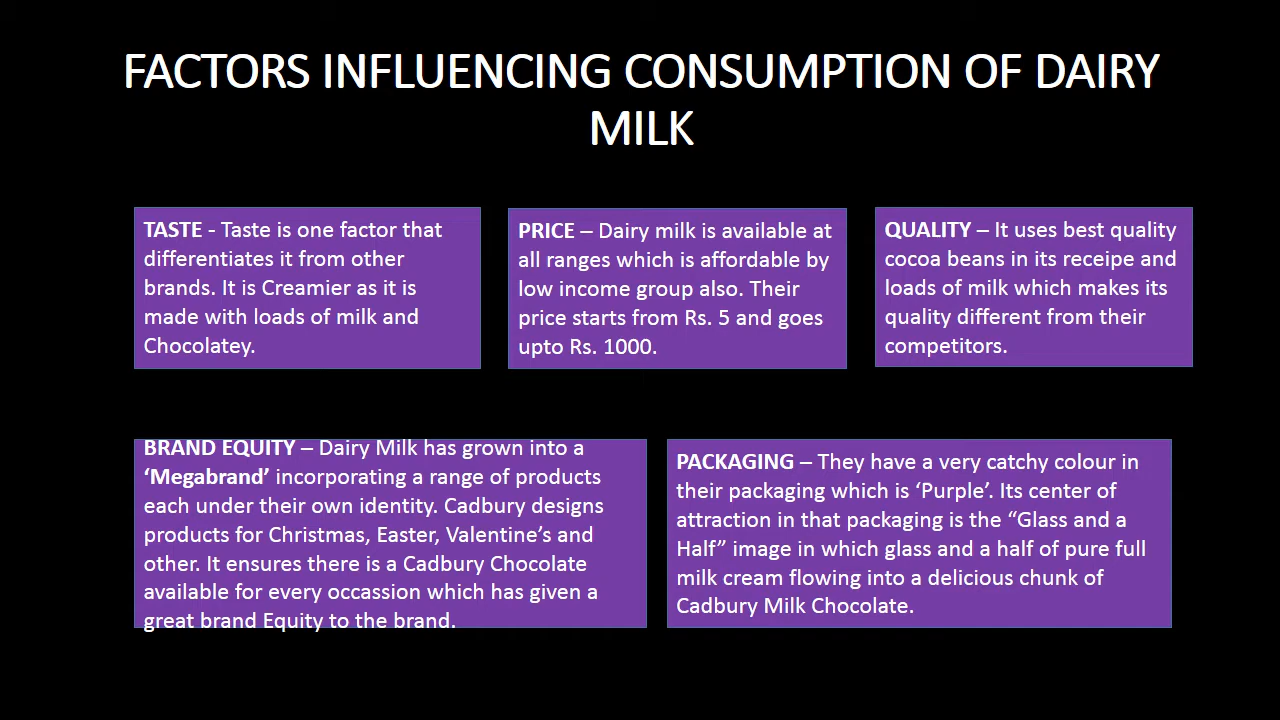 FACTORS INFLUENCING CONSUMPTION OF DAIRY
MILK
TASTE - Taste is one factor that
differentiates it from other
brands. It is Creamier as it is
made with loads of milk and
Chocolatey.
PRICE – Dairy milk is available at
all ranges which is affordable by
low income group also. Their
price starts from Rs. 5 and goes
upto Rs. 1000.
QUALITY – It uses best quality
cocoa beans in its receipe and
loads of milk which makes its
quality different from their
competitors.
BRAND EQUITY – Dairy Milk has grown into a
‘Megabrand’ incorporating a range of products
each under their own identity. Cadbury designs
products for Christmas, Easter, Valentine’s and
other. It ensures there is a Cadbury Chocolate
available for every occassion which has given a
great brand Equity to the brand.
PACKAGING – They have a very catchy colour in
their packaging which is ‘Purple’. Its center of
attraction in that packaging is the “Glass and a
Half” image in which glass and a half of pure full
milk cream flowing into a delicious chunk of
Cadbury Milk Chocolate.